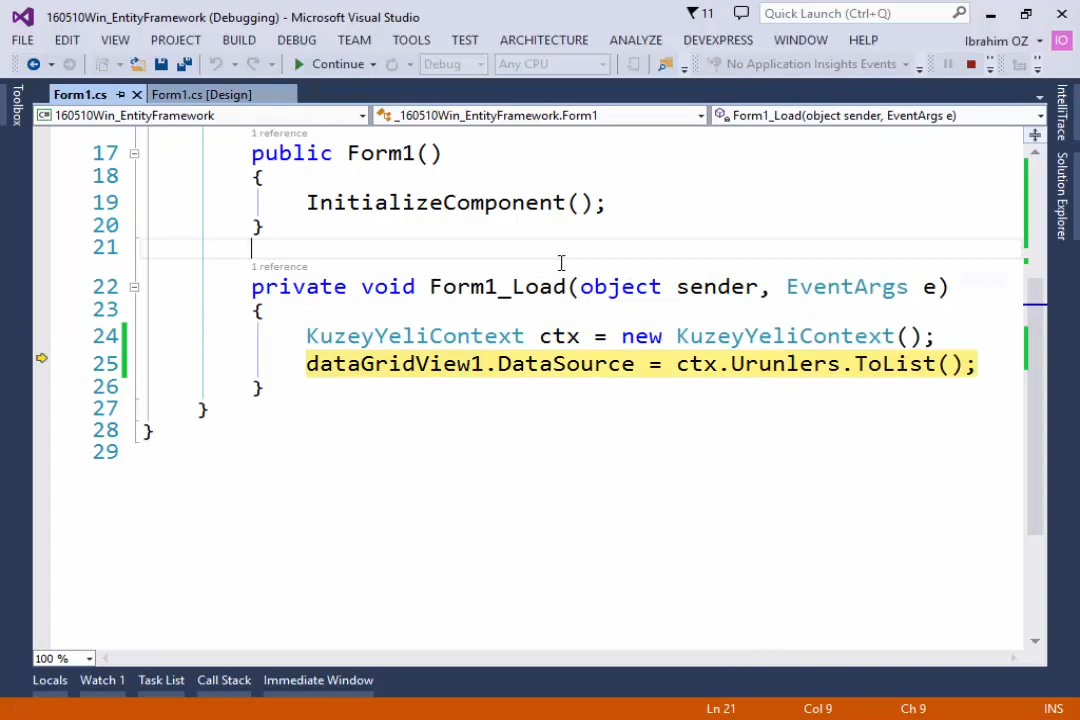 160510Win_EntityFramework (Debugging) - Microsoft Visual Studio
11
Quick Launch (Ctrl+Q)
FILE EDIT VIEW PROJECT BUILD DEBUG TEAM TOOLS TEST ARCHITECTURE ANALYZE DEVEXPRESS WINDOW HELP Ibrahim OZ IO
Continue Debug Any CPU No Application Insights Events
Form1.cs Form1.cs [Design]
C# 160510Win_EntityFramework _160510Win_EntityFramework.Form1 Form1_Load(object sender, EventArgs e)
Toolbox
IntelliTrace
Solution Explorer
1 reference
17 public Form1()
18 {
19 InitializeComponent();
20 }
21
1 reference
22 private void Form1_Load(object sender, EventArgs e)
23 {
24 KuzeyYeliContext ctx = new KuzeyYeliContext();
25 dataGridView1.DataSource = ctx.Urunlers.ToList();
26 }
27 }
28 }
29
100 %
Locals Watch 1 Task List Call Stack Immediate Window
Ln 21 Col 9 Ch 9 INS